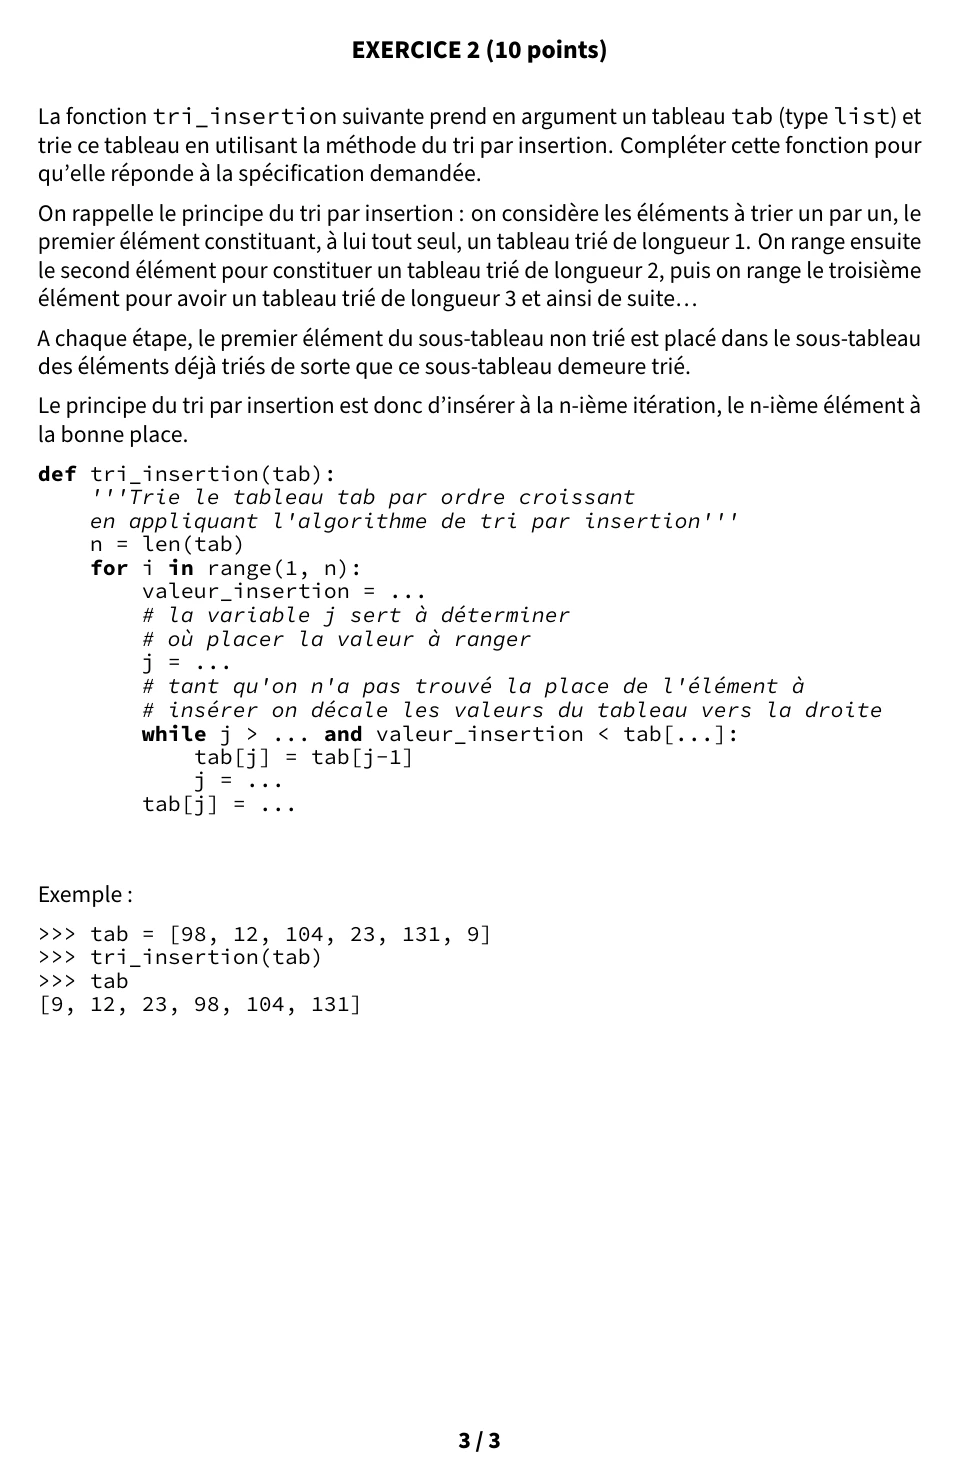 EXERCICE 2 (10 points)
La fonction tri_insertion suivante prend en argument un tableau tab (type list) et
trie ce tableau en utilisant la méthode du tri par insertion. Compléter cette fonction pour
qu’elle réponde à la spécification demandée.
On rappelle le principe du tri par insertion : on considère les éléments à trier un par un, le
premier élément constituant, à lui tout seul, un tableau trié de longueur 1. On range ensuite
le second élément pour constituer un tableau trié de longueur 2, puis on range le troisième
élément pour avoir un tableau trié de longueur 3 et ainsi de suite…
A chaque étape, le premier élément du sous-tableau non trié est placé dans le sous-tableau
des éléments déjà triés de sorte que ce sous-tableau demeure trié.
Le principe du tri par insertion est donc d’insérer à la n-ième itération, le n-ième élément à
la bonne place.
def tri_insertion(tab):
    '''Trie le tableau tab par ordre croissant
    en appliquant l'algorithme de tri par insertion'''
    n = len(tab)
    for i in range(1, n):
        valeur_insertion = ...
        # la variable j sert à déterminer
        # où placer la valeur à ranger
        j = ...
        # tant qu'on n'a pas trouvé la place de l'élément à
        # insérer on décale les valeurs du tableau vers la droite
        while j > ... and valeur_insertion < tab[...]:
            tab[j] = tab[j-1]
            j = ...
        tab[j] = ...
Exemple :
>>> tab = [98, 12, 104, 23, 131, 9]
>>> tri_insertion(tab)
>>> tab
[9, 12, 23, 98, 104, 131]
3 / 3